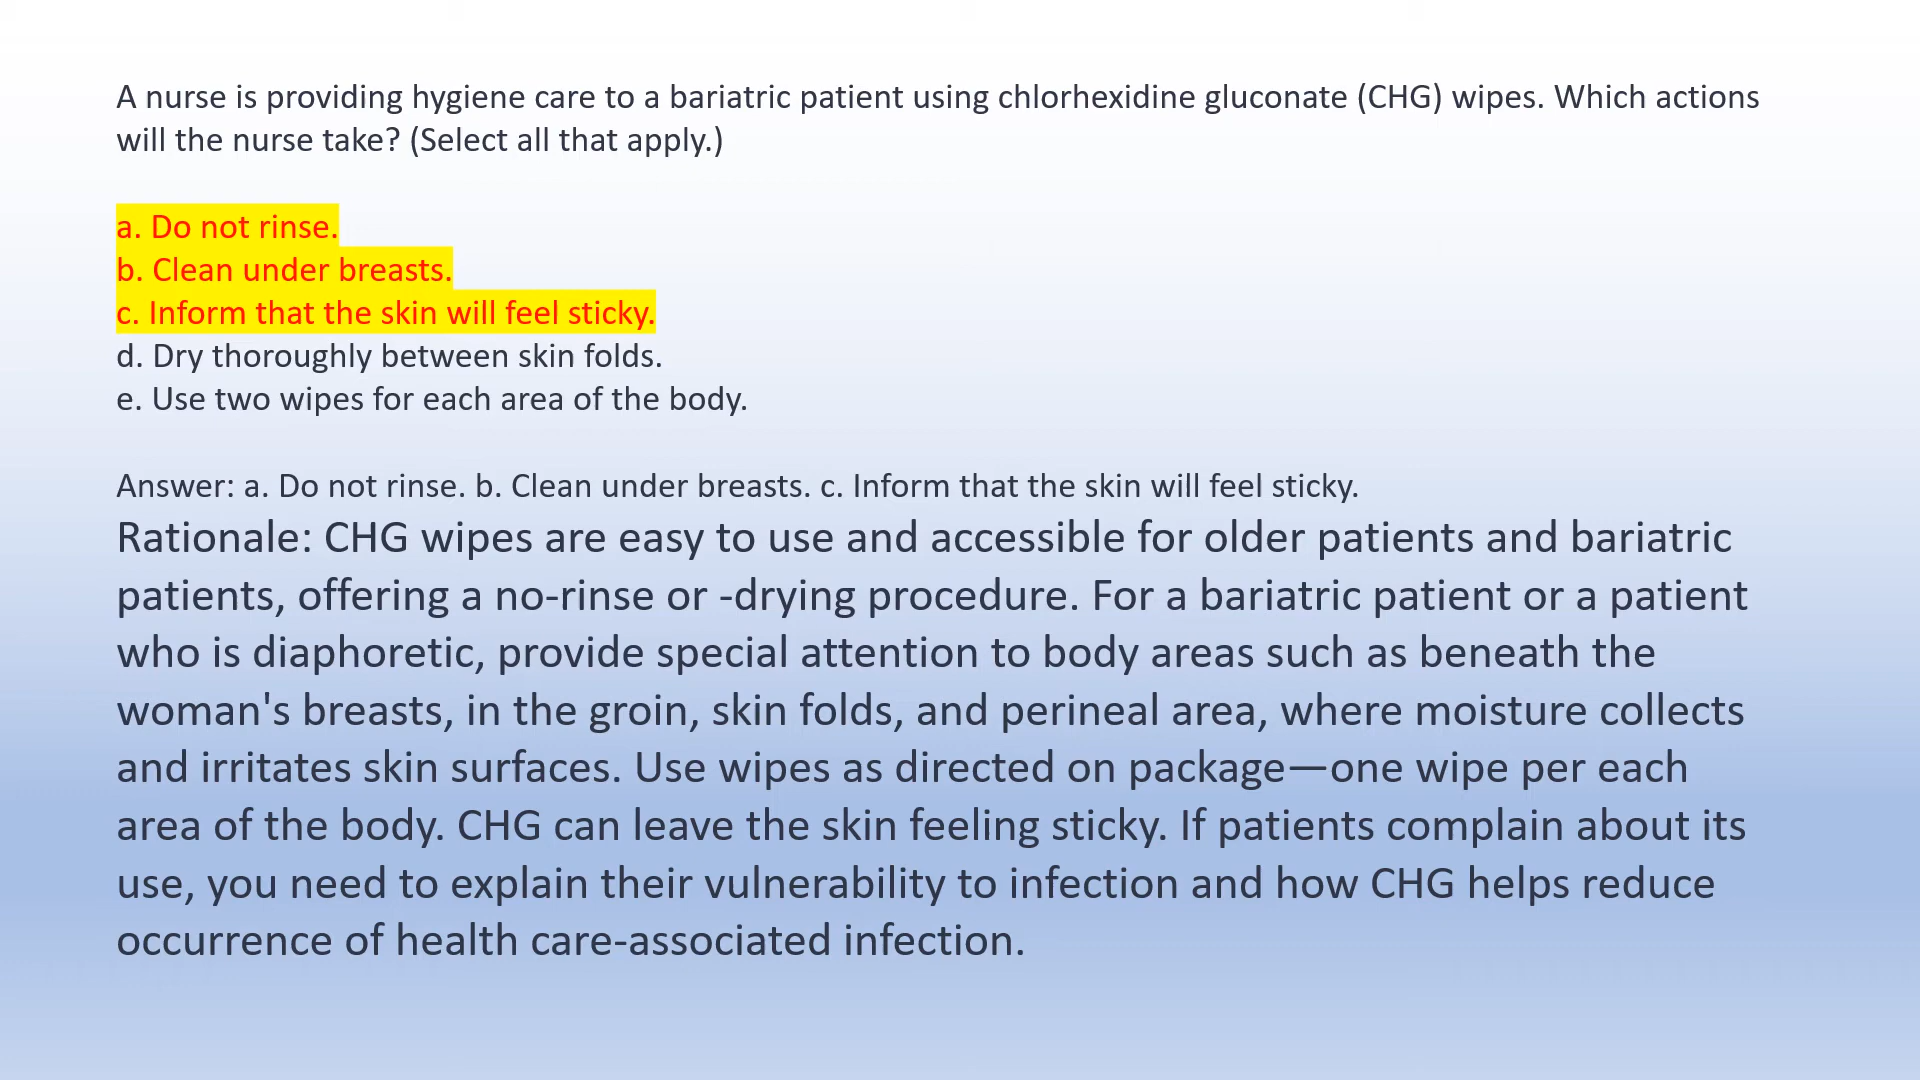 A nurse is providing hygiene care to a bariatric patient using chlorhexidine gluconate (CHG) wipes. Which actions
will the nurse take? (Select all that apply.)
a. Do not rinse.
b. Clean under breasts.
c. Inform that the skin will feel sticky.
d. Dry thoroughly between skin folds.
e. Use two wipes for each area of the body.
Answer: a. Do not rinse. b. Clean under breasts. c. Inform that the skin will feel sticky.
Rationale: CHG wipes are easy to use and accessible for older patients and bariatric
patients, offering a no-rinse or -drying procedure. For a bariatric patient or a patient
who is diaphoretic, provide special attention to body areas such as beneath the
woman's breasts, in the groin, skin folds, and perineal area, where moisture collects
and irritates skin surfaces. Use wipes as directed on package—one wipe per each
area of the body. CHG can leave the skin feeling sticky. If patients complain about its
use, you need to explain their vulnerability to infection and how CHG helps reduce
occurrence of health care-associated infection.